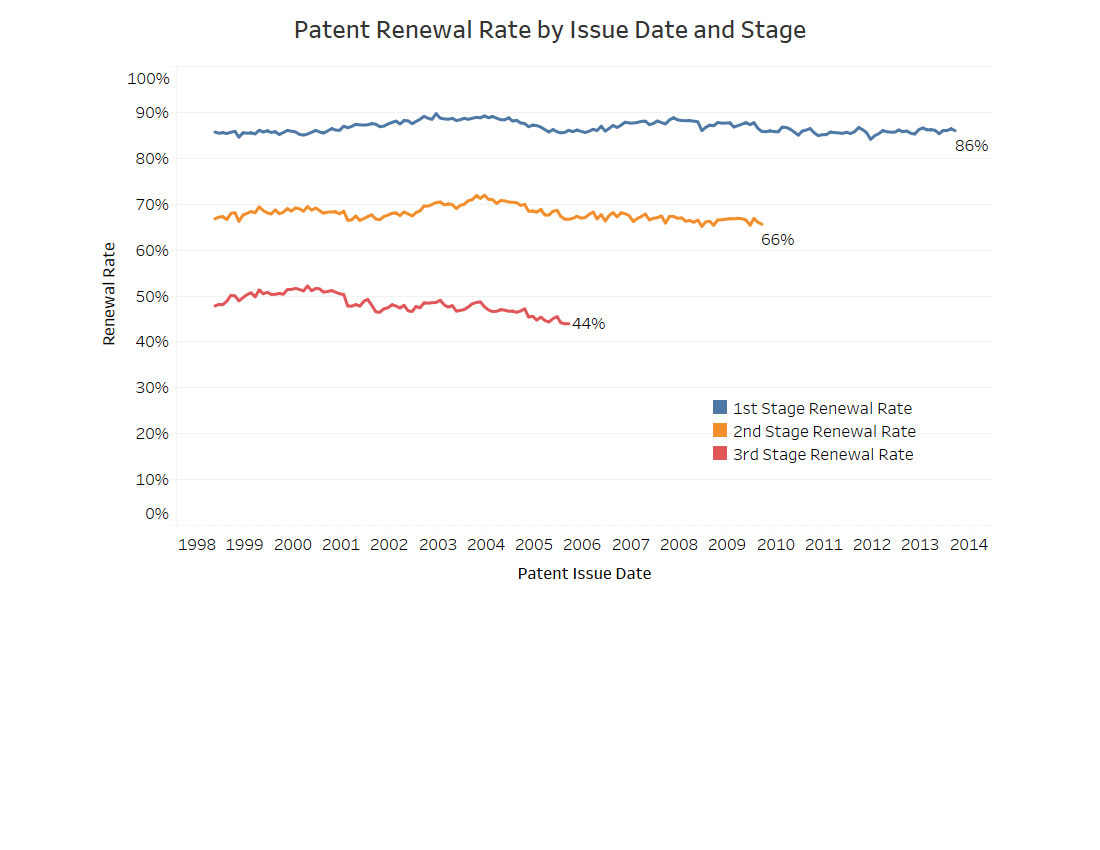 Patent Renewal Rate by Issue Date and Stage
100%
90%
86%
80%
70%
66%
60%
50%
44%
40%
30%
20%
10%
0%
Renewal Rate
1st Stage Renewal Rate
2nd Stage Renewal Rate
3rd Stage Renewal Rate
1998 1999 2000 2001 2002 2003 2004 2005 2006 2007 2008 2009 2010 2011 2012 2013 2014
Patent Issue Date